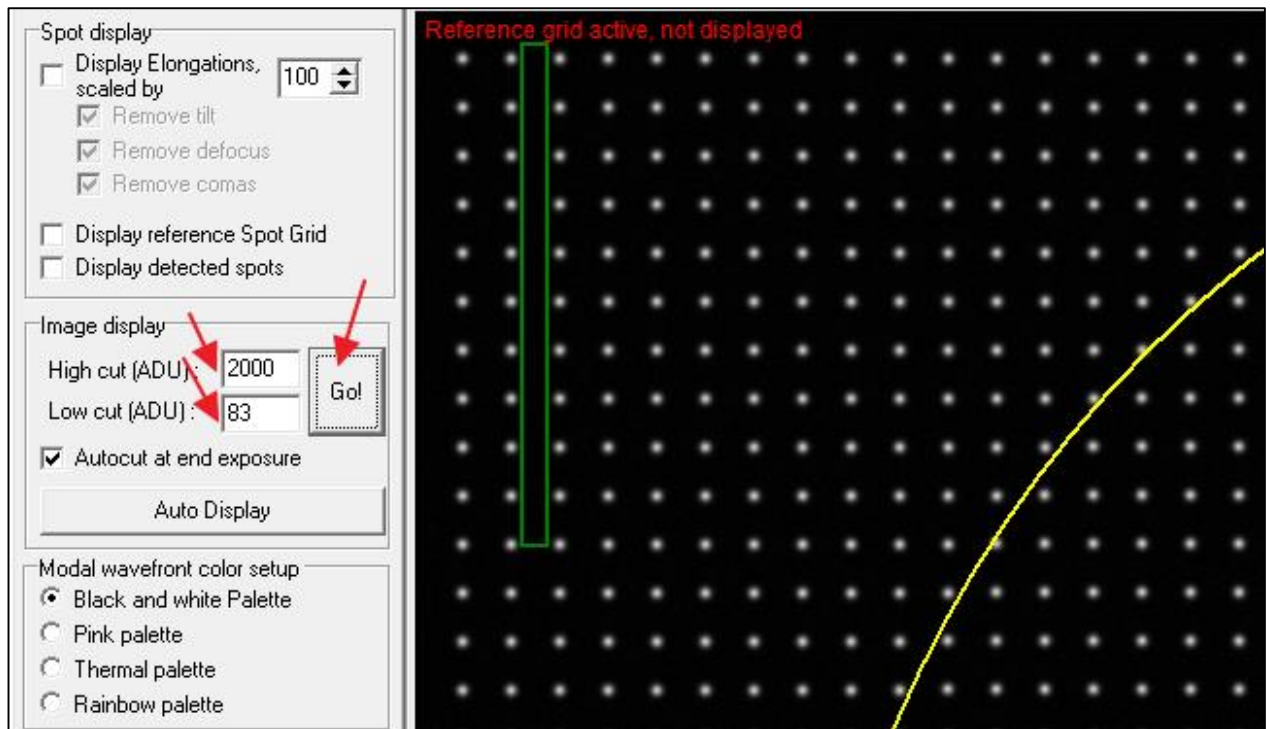 Spot display
Display Elongations,
scaled by
100
Remove tilt
Remove defocus
Remove comas
Display reference Spot Grid
Display detected spots
Image display
High cut (ADU) :
2000
Low cut (ADU) :
83
Go!
Autocut at end exposure
Auto Display
Modal wavefront color setup
Black and white Palette
Pink palette
Thermal palette
Rainbow palette
Reference grid active, not displayed